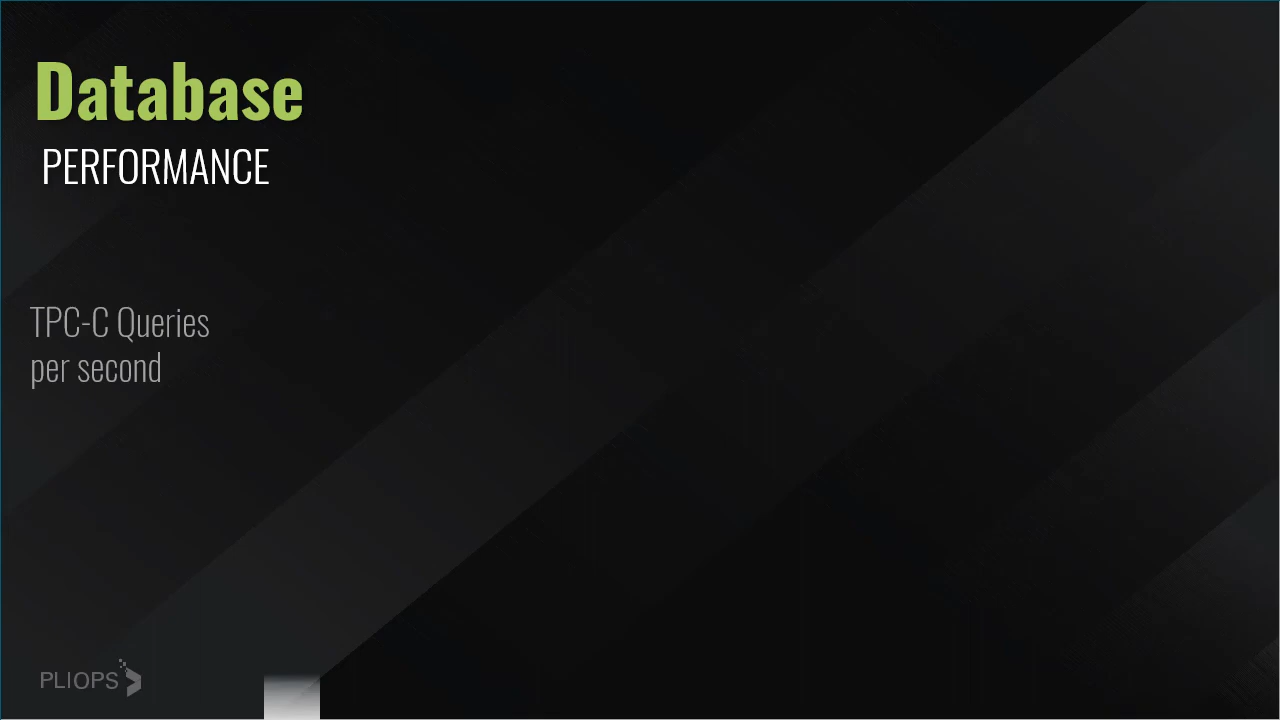 Database
PERFORMANCE
TPC-C Queries
per second
PLIOPS